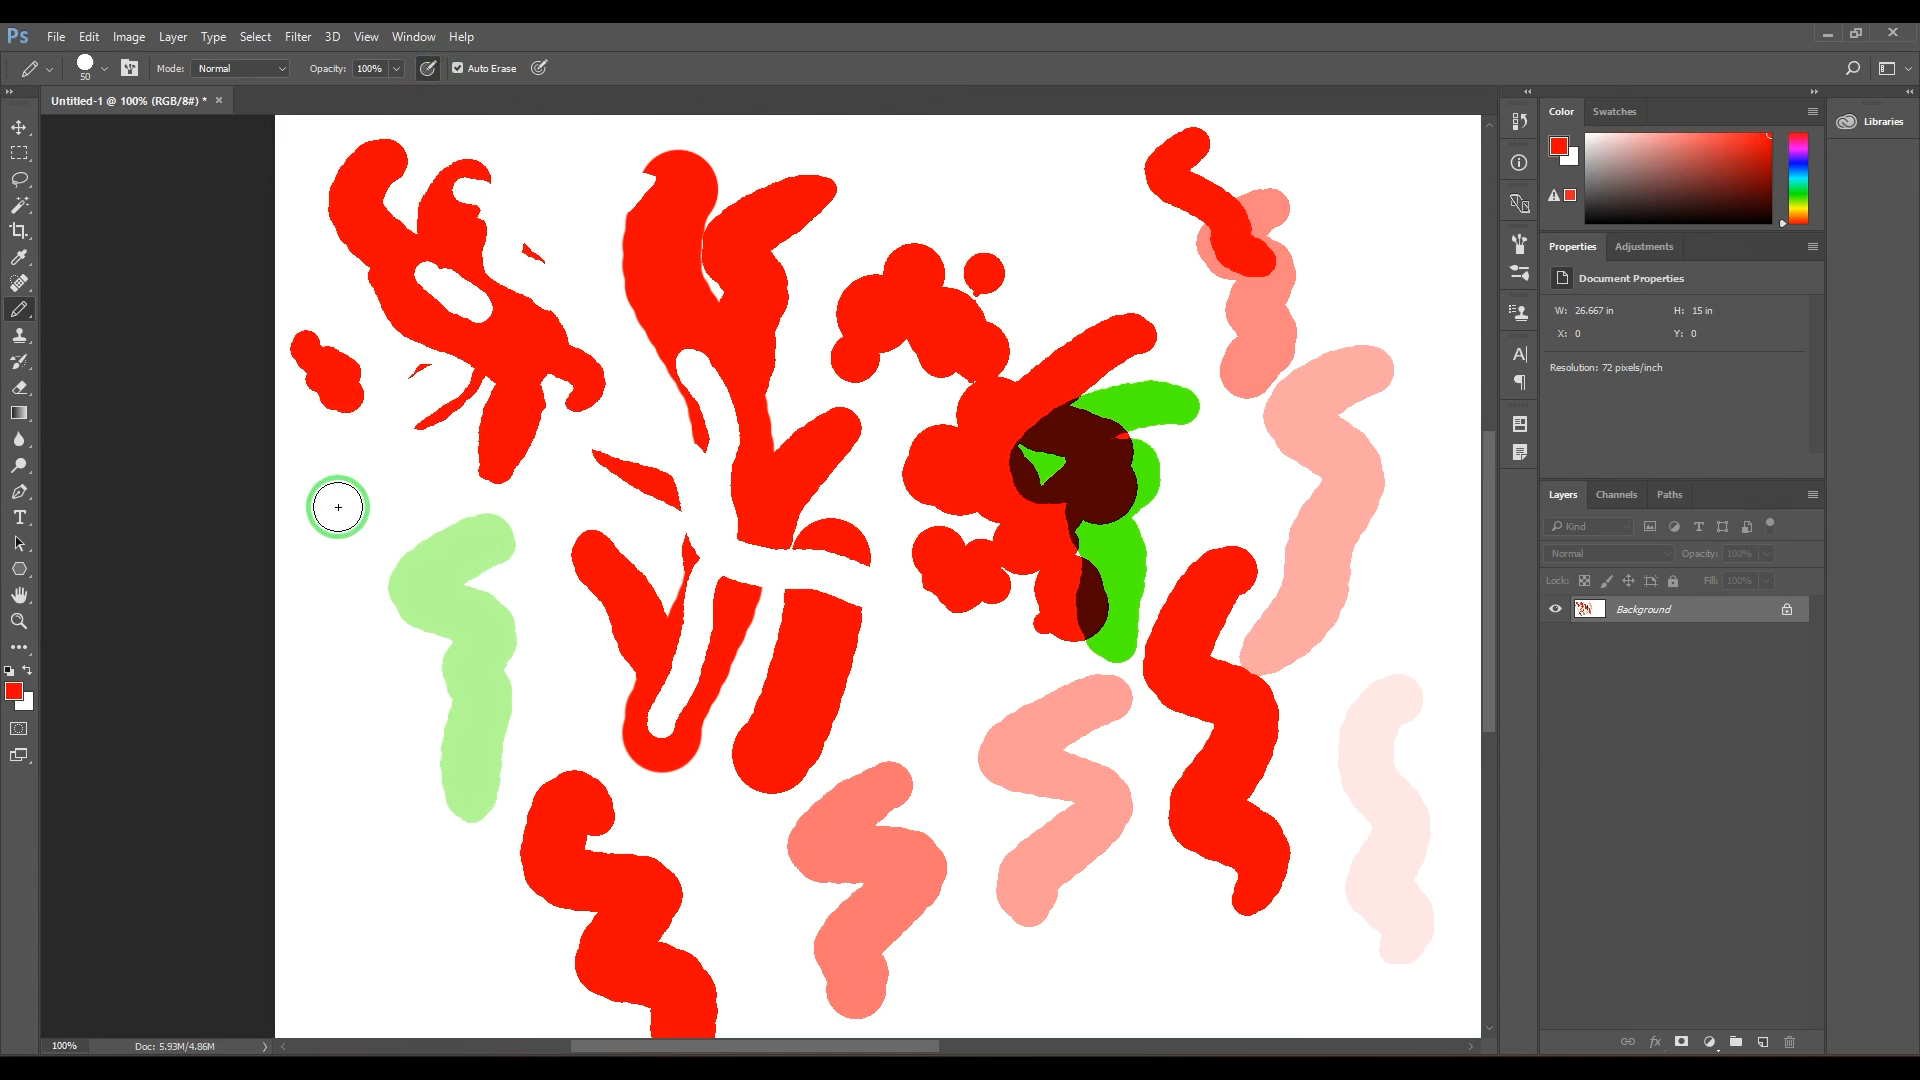 Ps File Edit Image Layer Type Select Filter 3D View Window Help
50 Mode: Normal Opacity: 100% Auto Erase
Untitled-1 @ 100% (RGB/8#) * ×
Color Swatches
Libraries
Properties Adjustments
Document Properties
W: 26.667 in H: 15 in
X: 0 Y: 0
Resolution: 72 pixels/inch
Layers Channels Paths
Kind
Normal Opacity: 100%
Lock: Fill: 100%
Background
100% Doc: 5.93M/4.86M